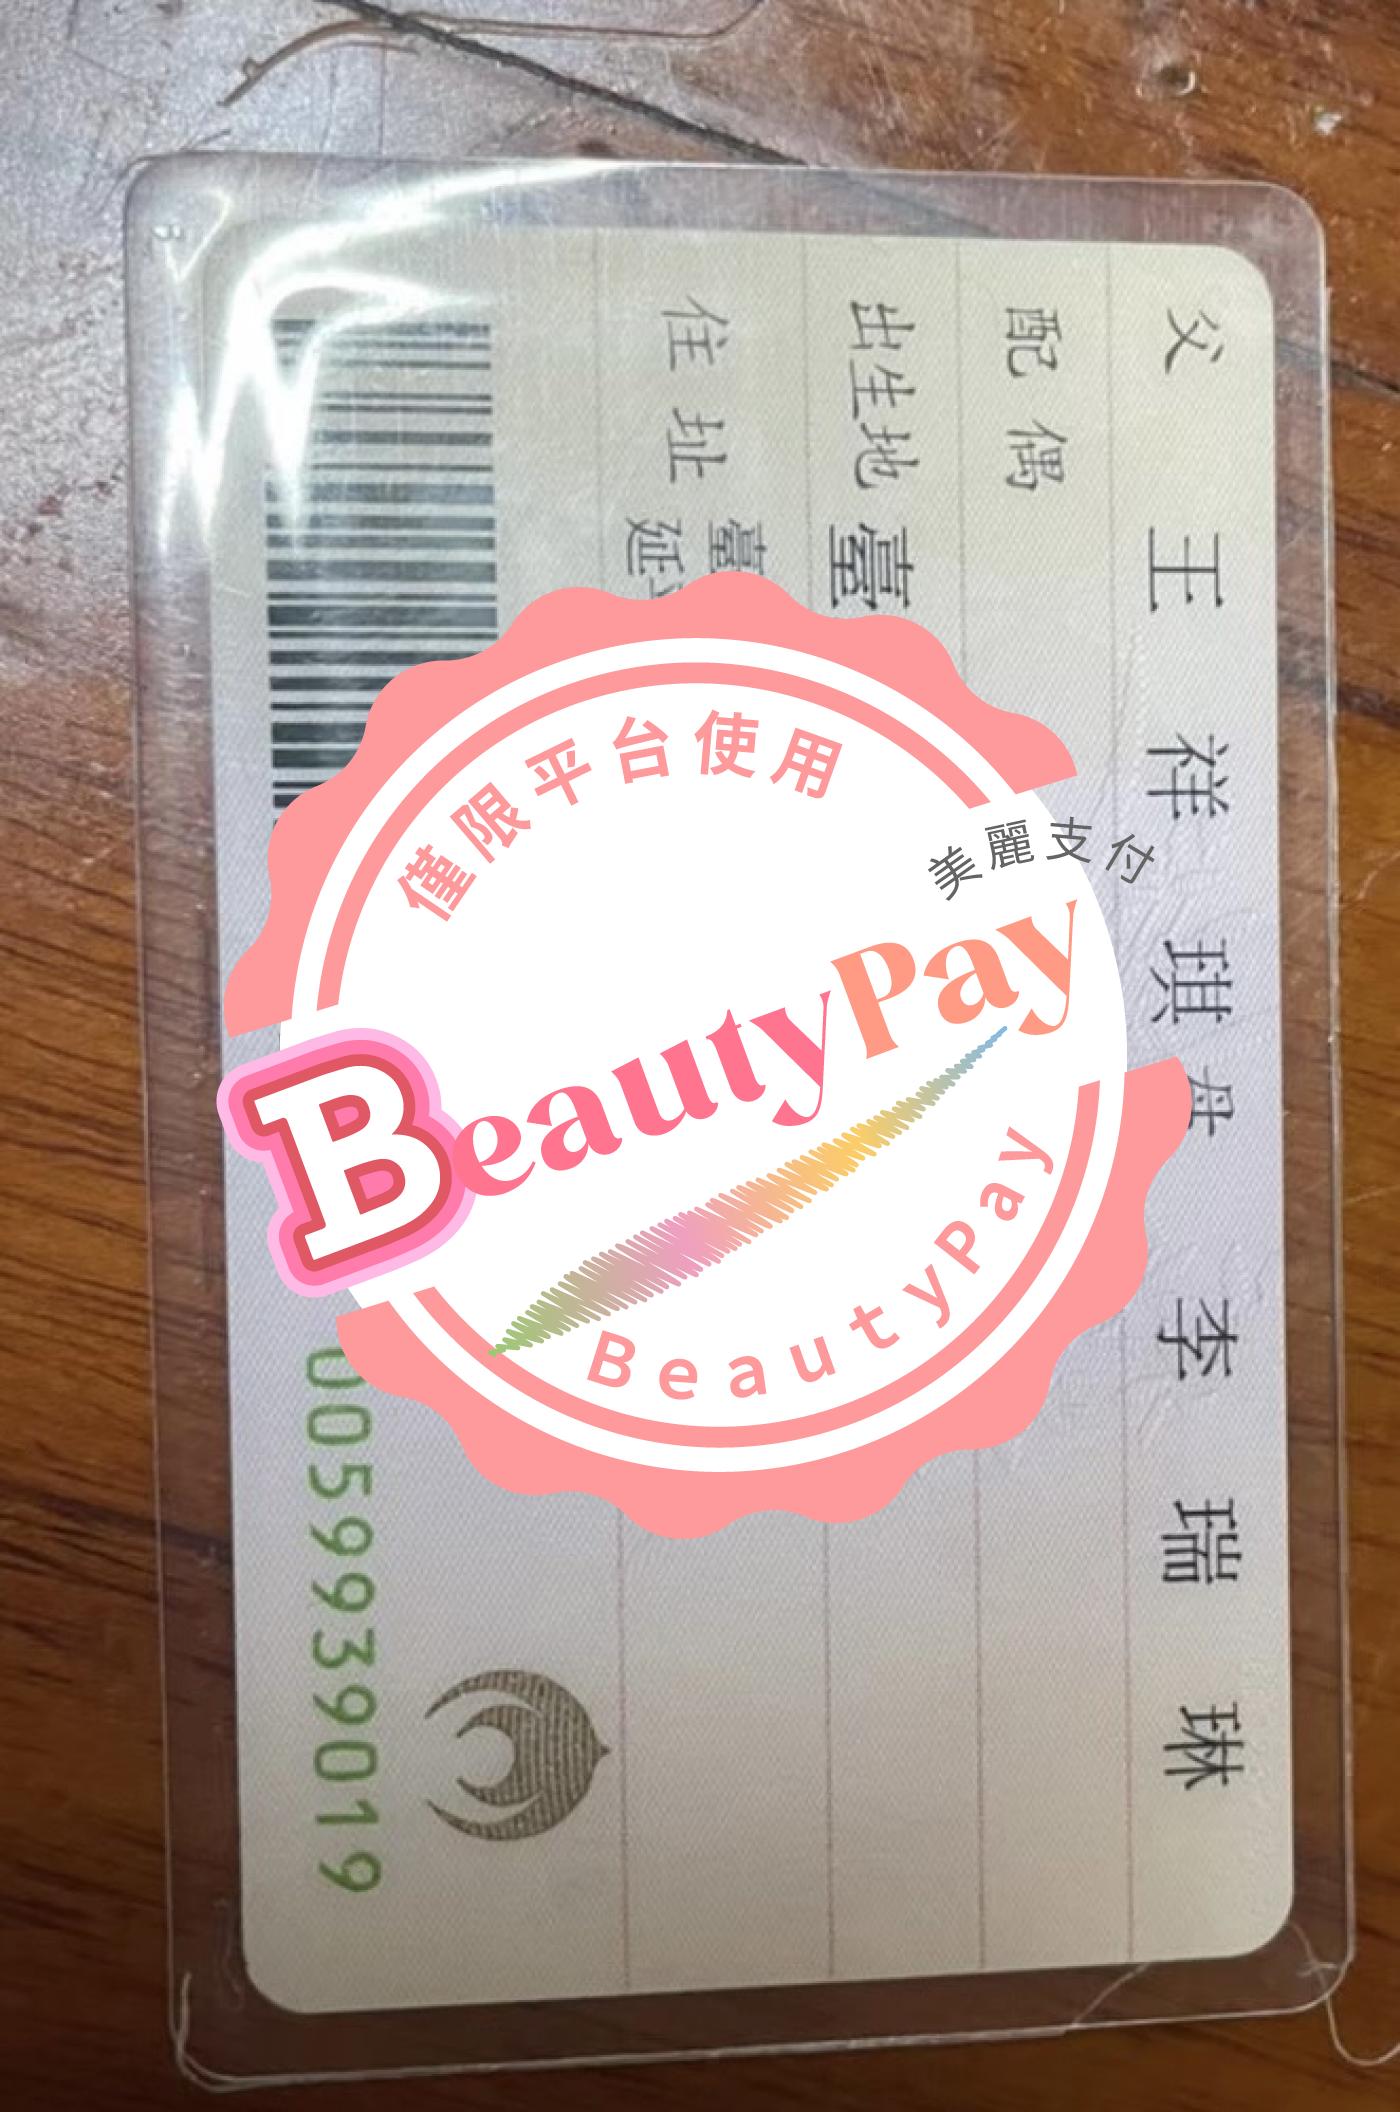 父 王祥琪 母 李瑞琳
配偶
出生地 臺
住址 臺
延
0059939019
僅限平台使用
美麗支付
BeautyPay
BeautyPay